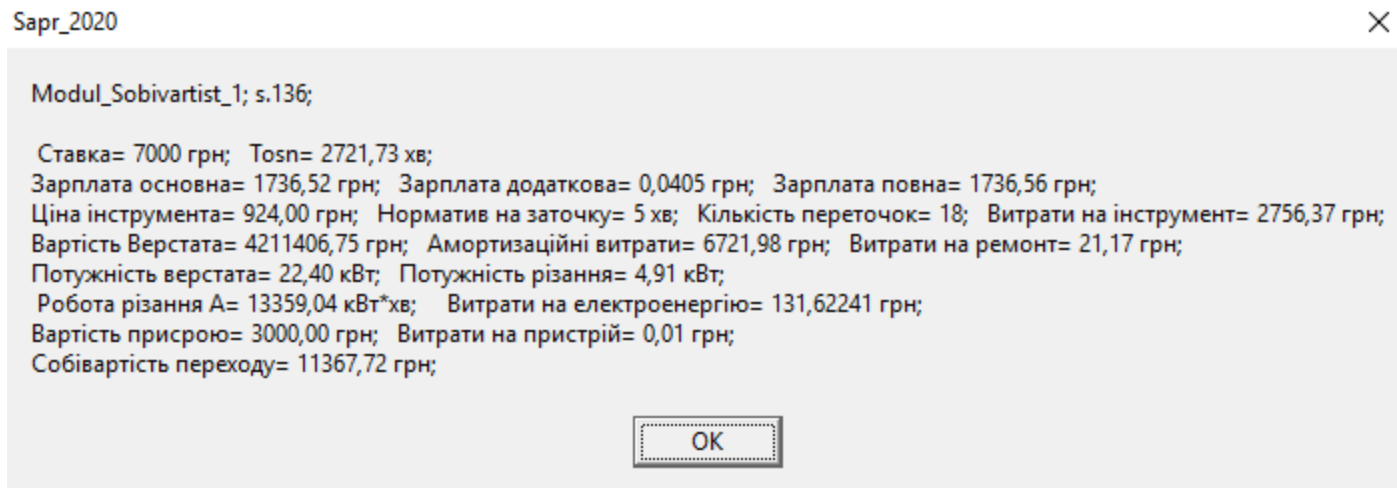 Sapr_2020
Modul_Sobivartist_1; s.136;
Ставка= 7000 грн; Tosn= 2721,73 хв;
Зарплата основна= 1736,52 грн; Зарплата додаткова= 0,0405 грн; Зарплата повна= 1736,56 грн;
Ціна інструмента= 924,00 грн; Норматив на заточку= 5 хв; Кількість переточок= 18; Витрати на інструмент= 2756,37 грн;
Вартість Верстата= 4211406,75 грн; Амортизаційні витрати= 6721,98 грн; Витрати на ремонт= 21,17 грн;
Потужність верстата= 22,40 кВт; Потужність різання= 4,91 кВт;
Робота різання А= 13359,04 кВт*хв; Витрати на електроенергію= 131,62241 грн;
Вартість присрою= 3000,00 грн; Витрати на пристрій= 0,01 грн;
Собівартість переходу= 11367,72 грн;
OK